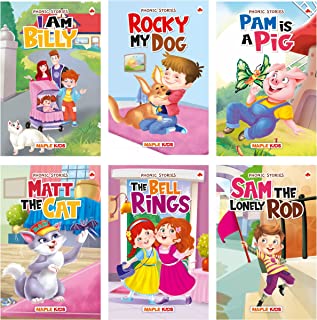 PHONIC STORIES
I AM
BILLY
MAPLE KIDS
PHONIC STORIES
ROCKY
MY DOG
MAPLE KIDS
PHONIC STORIES
PAM IS
A PIG
MAPLE KIDS
PHONIC STORIES
MATT
THE CAT
MAPLE KIDS
PHONIC STORIES
THE BELL
RINGS
MAPLE KIDS
PHONIC STORIES
SAM THE
LONELY ROD
MAPLE KIDS